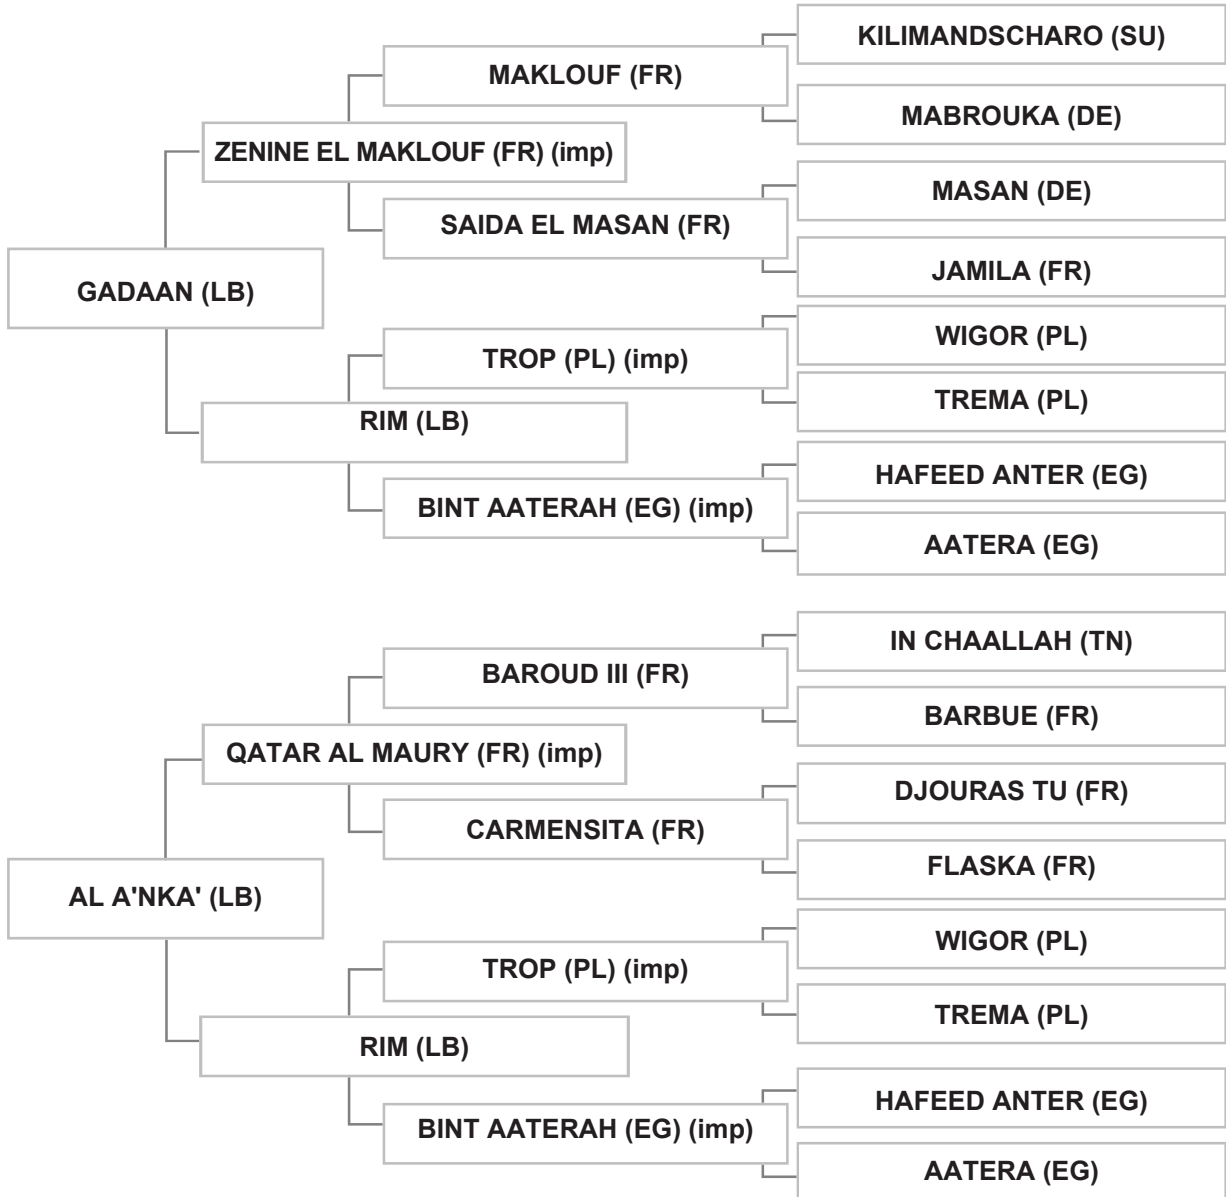 KILIMANDSCHARO (SU)
MAKLOUF (FR)
MABROUKA (DE)
ZENINE EL MAKLOUF (FR) (imp)
MASAN (DE)
SAIDA EL MASAN (FR)
JAMILA (FR)
GADAAN (LB)
WIGOR (PL)
TROP (PL) (imp)
TREMA (PL)
RIM (LB)
HAFEED ANTER (EG)
BINT AATERAH (EG) (imp)
AATERA (EG)
IN CHAALLAH (TN)
BAROUD III (FR)
BARBUE (FR)
QATAR AL MAURY (FR) (imp)
DJOURAS TU (FR)
CARMENSITA (FR)
FLASKA (FR)
AL A'NKA' (LB)
WIGOR (PL)
TROP (PL) (imp)
TREMA (PL)
RIM (LB)
HAFEED ANTER (EG)
BINT AATERAH (EG) (imp)
AATERA (EG)